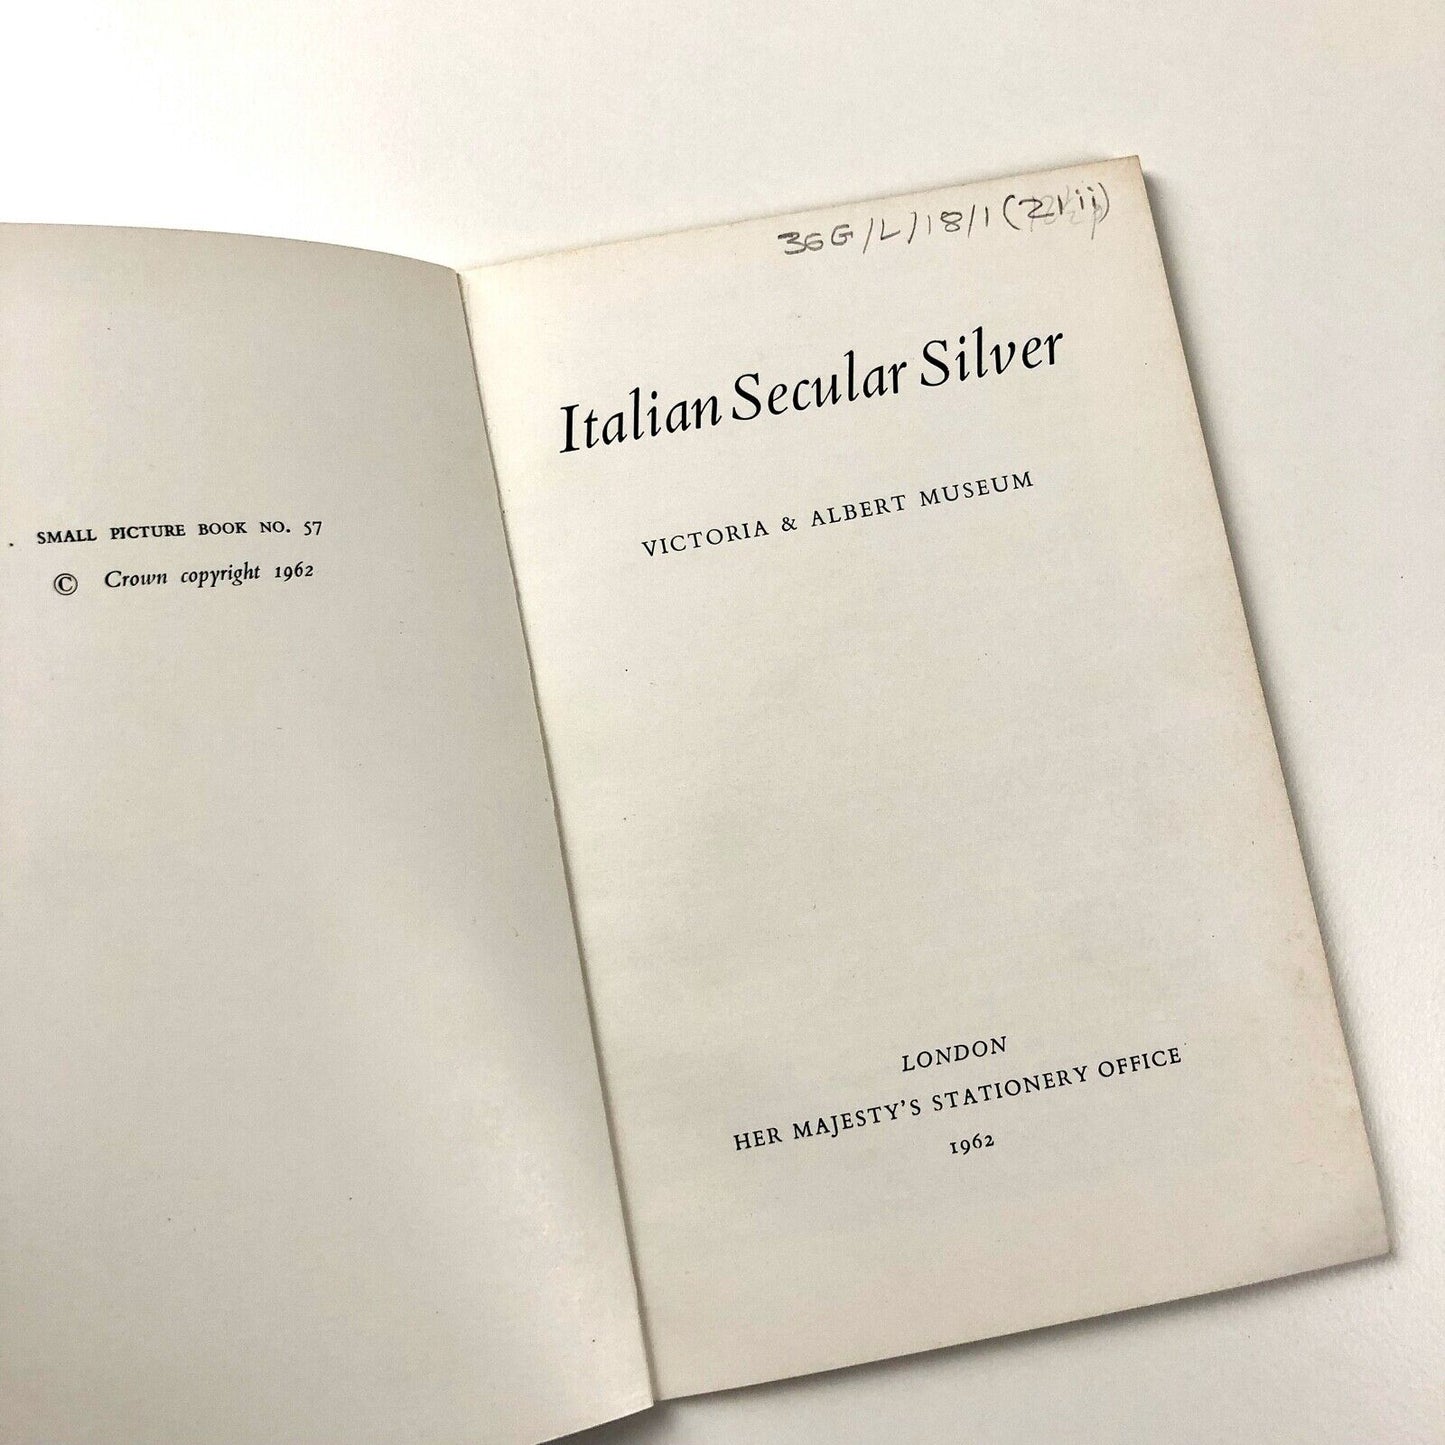 SMALL PICTURE BOOK NO. 57
© Crown copyright 1962
36G/L/18/1
Italian Secular Silver
VICTORIA & ALBERT MUSEUM
LONDON
HER MAJESTY'S STATIONERY OFFICE
1962